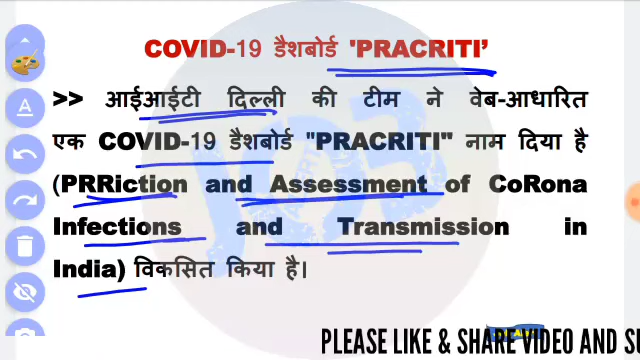 COVID-19 डैशबोर्ड 'PRACRITI'
>> आईआईटी दिल्ली की टीम ने वेब-आधारित
एक COVID-19 डैशबोर्ड "PRACRITI" नाम दिया है
(PRRiction and Assessment of CoRona
Infections and Transmission in
India) विकसित किया है।
PLEASE LIKE & SHARE VIDEO AND